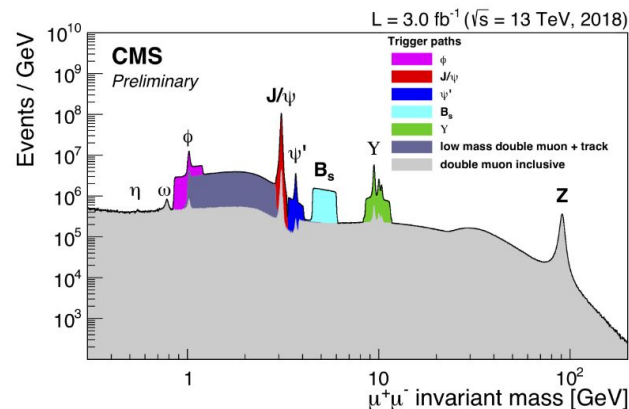 L = 3.0 fb⁻¹ (√s = 13 TeV, 2018)
CMS
Preliminary
Trigger paths
φ
J/ψ
ψ'
Bₛ
Υ
low mass double muon + track
double muon inclusive
η
ω
φ
J/ψ
ψ'
Bₛ
Υ
Z
Events / GeV
10¹⁰
10⁹
10⁸
10⁷
10⁶
10⁵
10⁴
10³
1
10
10²
μ⁺μ⁻ invariant mass [GeV]